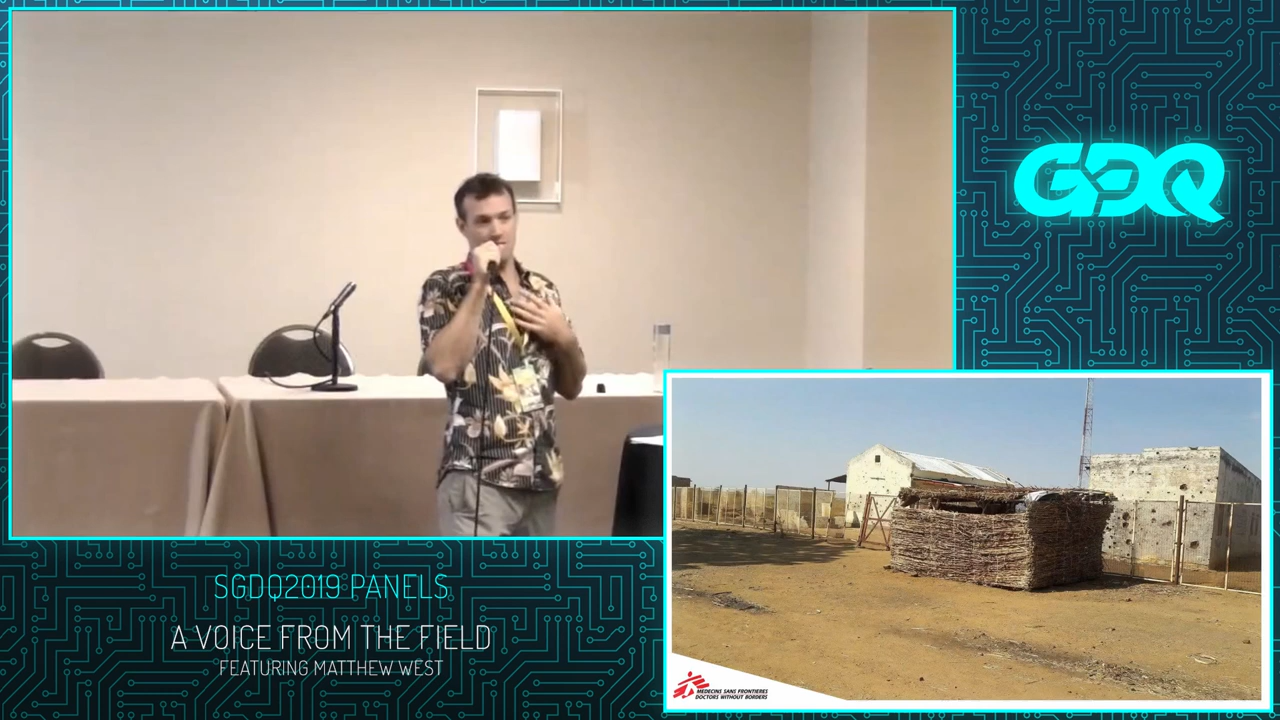 GDQ
SGDQ2019 PANELS
A VOICE FROM THE FIELD
FEATURING MATTHEW WEST
MEDECINS SANS FRONTIERES
DOCTORS WITHOUT BORDERS